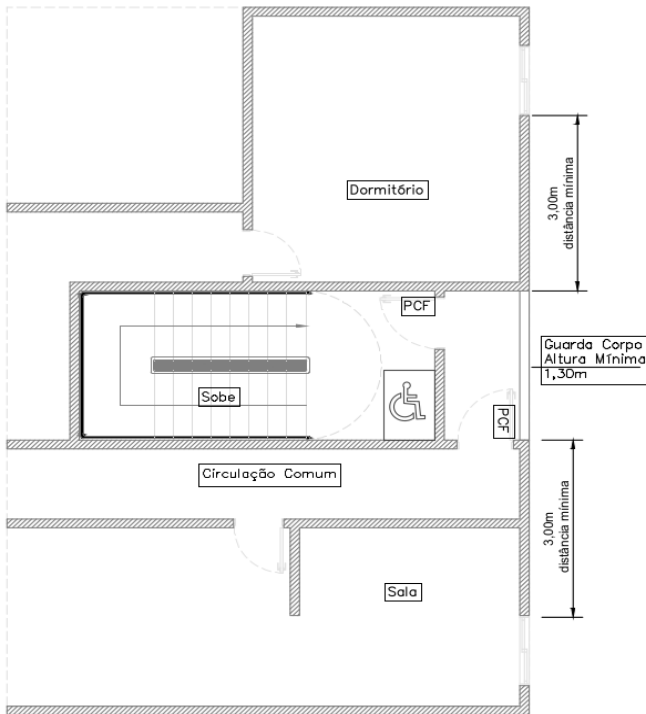 Dormitório
3,00m
distância mínima
PCF
Guarda Corpo
Altura Mínima
1,30m
Sobe
PCF
Circulação Comum
3,00m
distância mínima
Sala